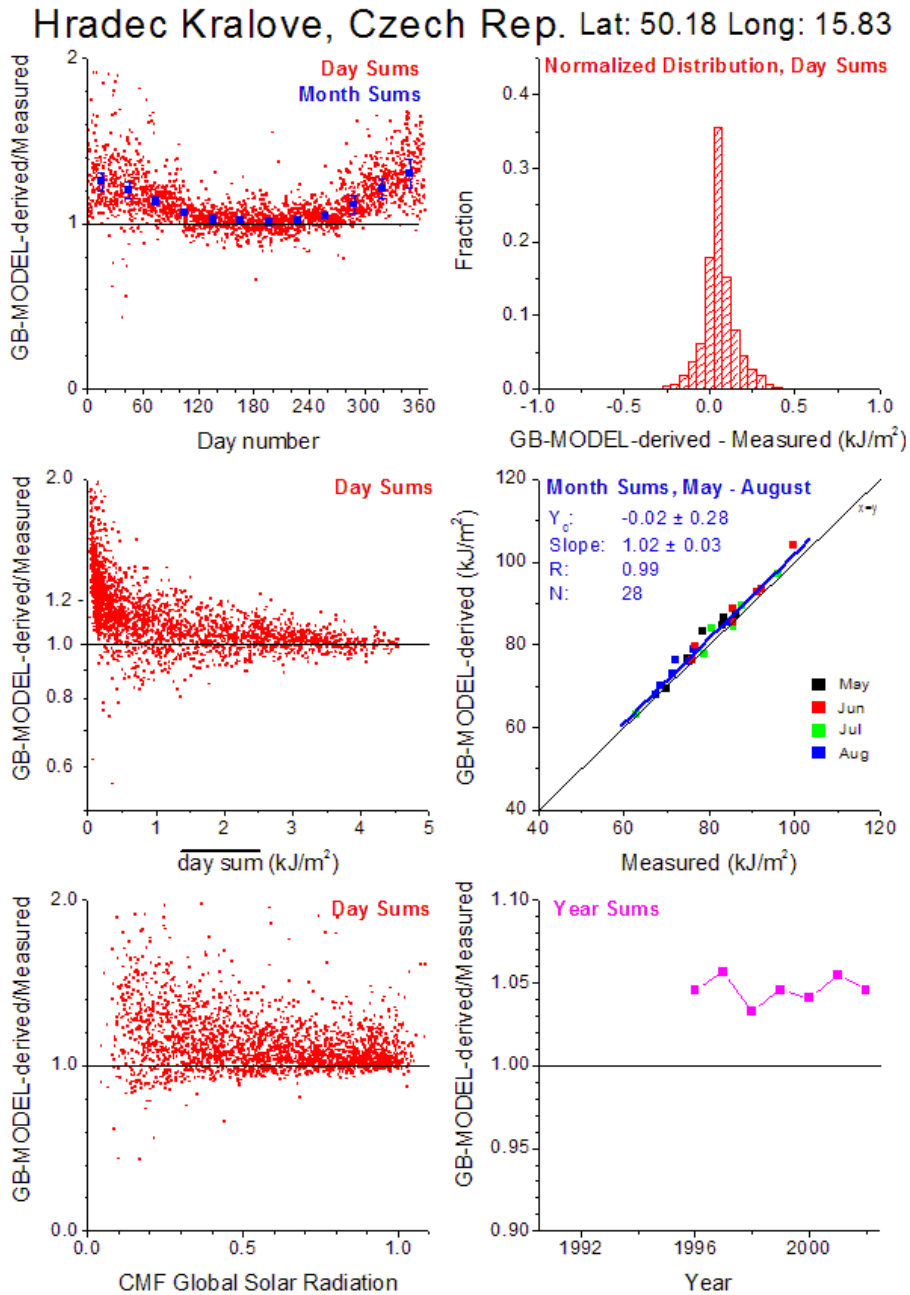 Hradec Kralove, Czech Rep. Lat: 50.18 Long: 15.83
GB-MODEL-derived/Measured
2
1
0
Day Sums
Month Sums
0 60 120 180 240 300 360
Day number
Normalized Distribution, Day Sums
Fraction
0.4
0.3
0.2
0.1
0.0
-1.0 -0.5 0.0 0.5 1.0
GB-MODEL-derived - Measured (kJ/m²)
GB-MODEL-derived/Measured
2.0
1.2
1.0
0.8
0.6
Day Sums
0 1 2 3 4 5
day sum (kJ/m²)
GB-MODEL-derived (kJ/m²)
120
100
80
60
40
Month Sums, May - August
Y₀: -0.02 ± 0.28
Slope: 1.02 ± 0.03
R: 0.99
N: 28
x=y
May
Jun
Jul
Aug
40 60 80 100 120
Measured (kJ/m²)
GB-MODEL-derived/Measured
2.0
1.0
0.0
Day Sums
0.0 0.5 1.0
CMF Global Solar Radiation
GB-MODEL-derived/Measured
1.10
1.05
1.00
0.95
0.90
Year Sums
1992 1996 2000
Year